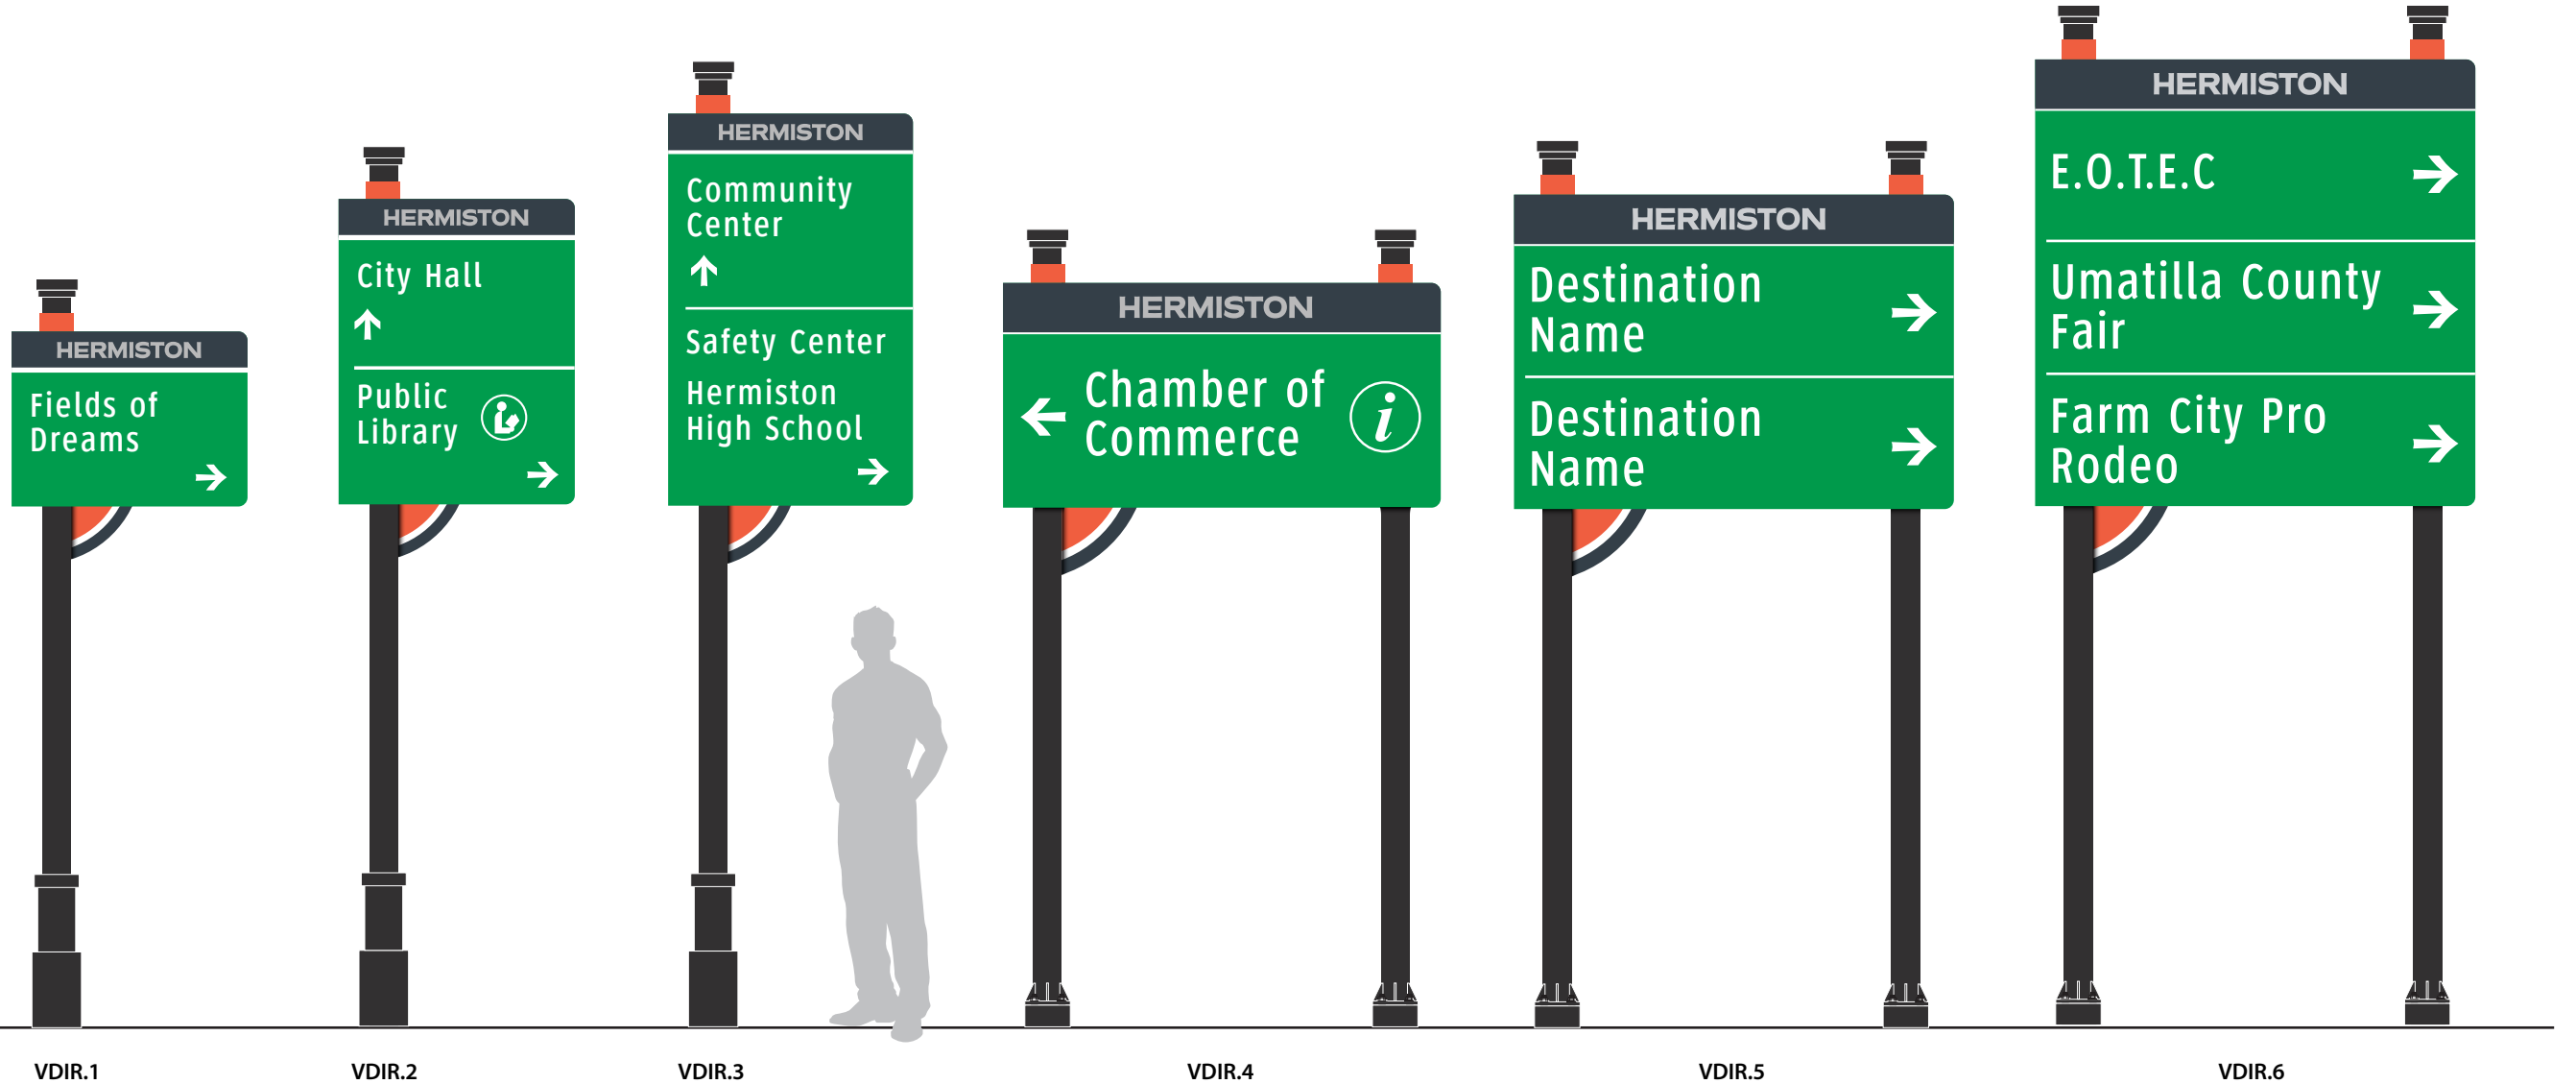 HERMISTON
Fields of
Dreams
HERMISTON
City Hall
Public
Library
HERMISTON
Community
Center
Safety Center
Hermiston
High School
HERMISTON
Chamber of
Commerce
i
HERMISTON
Destination
Name
Destination
Name
HERMISTON
E.O.T.E.C
Umatilla County
Fair
Farm City Pro
Rodeo
VDIR.1
VDIR.2
VDIR.3
VDIR.4
VDIR.5
VDIR.6